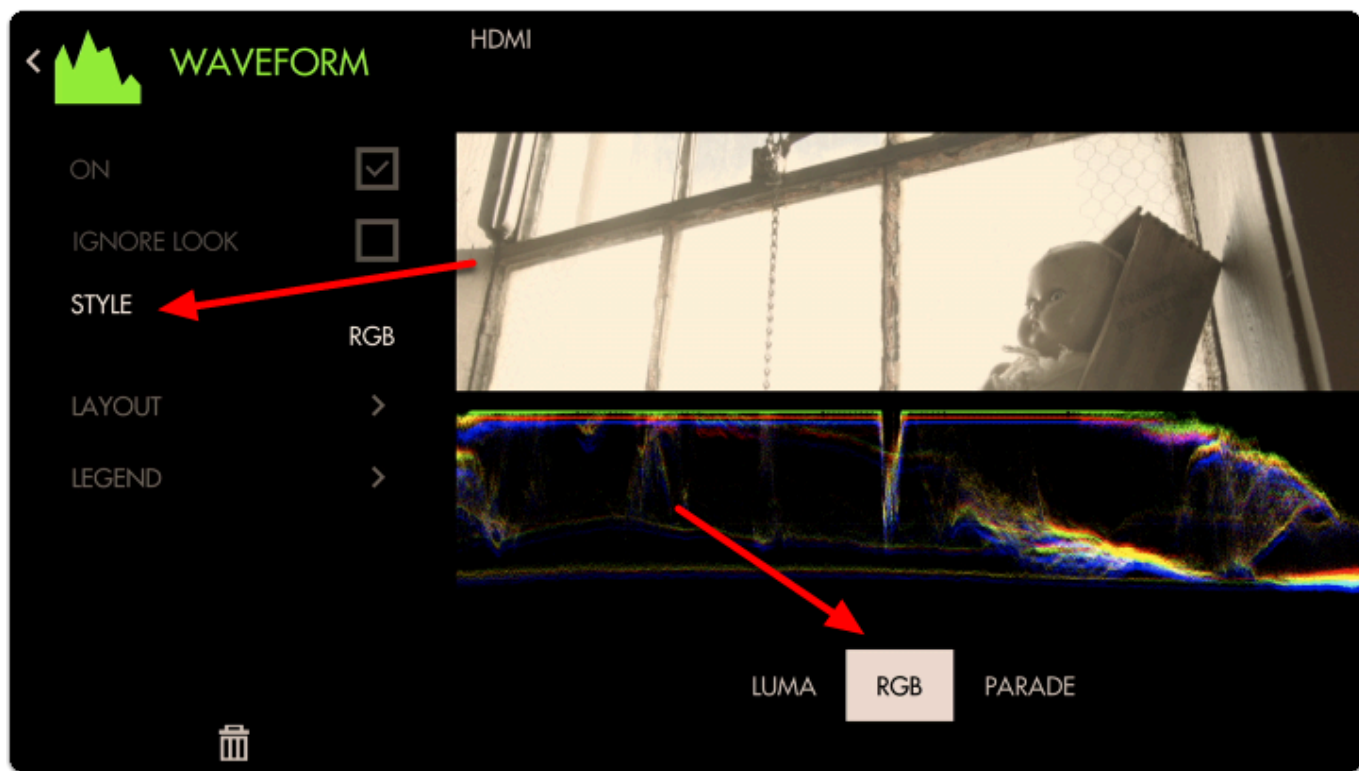 WAVEFORM
HDMI
ON
IGNORE LOOK
STYLE
RGB
LAYOUT
LEGEND
LUMA RGB PARADE